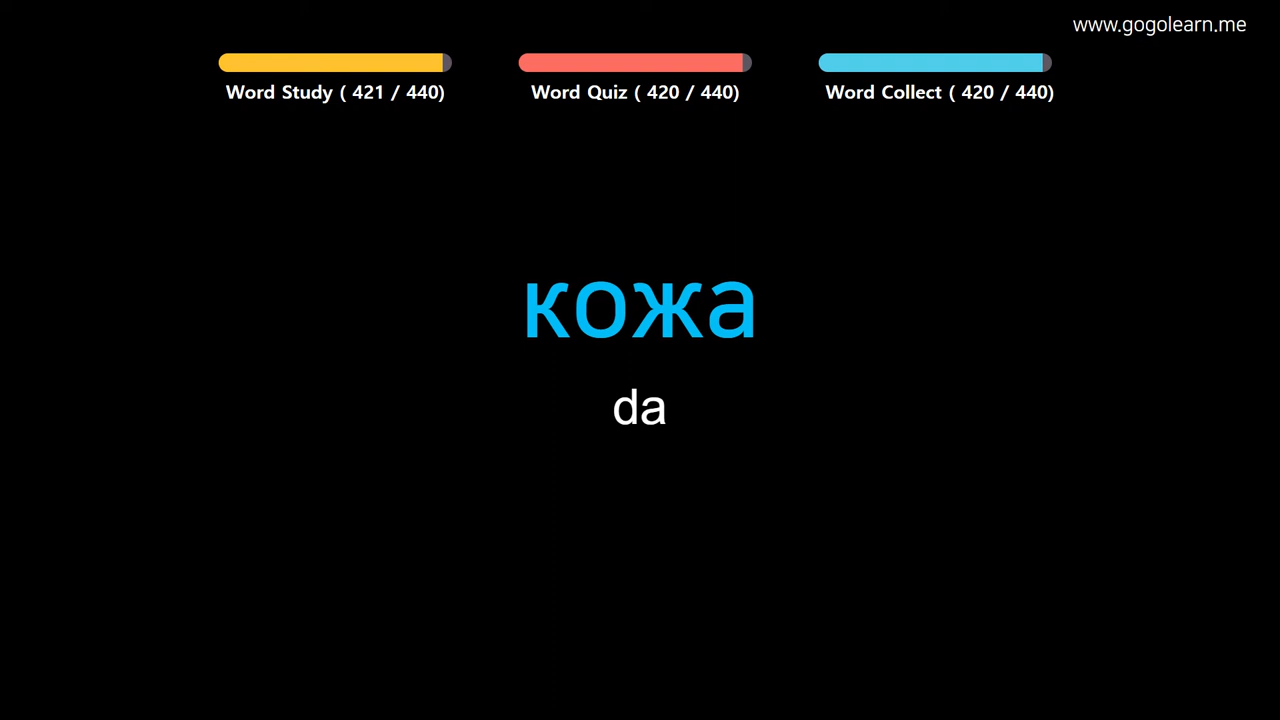 www.gogolearn.me
Word Study ( 421 / 440)
Word Quiz ( 420 / 440)
Word Collect ( 420 / 440)
кожа
da